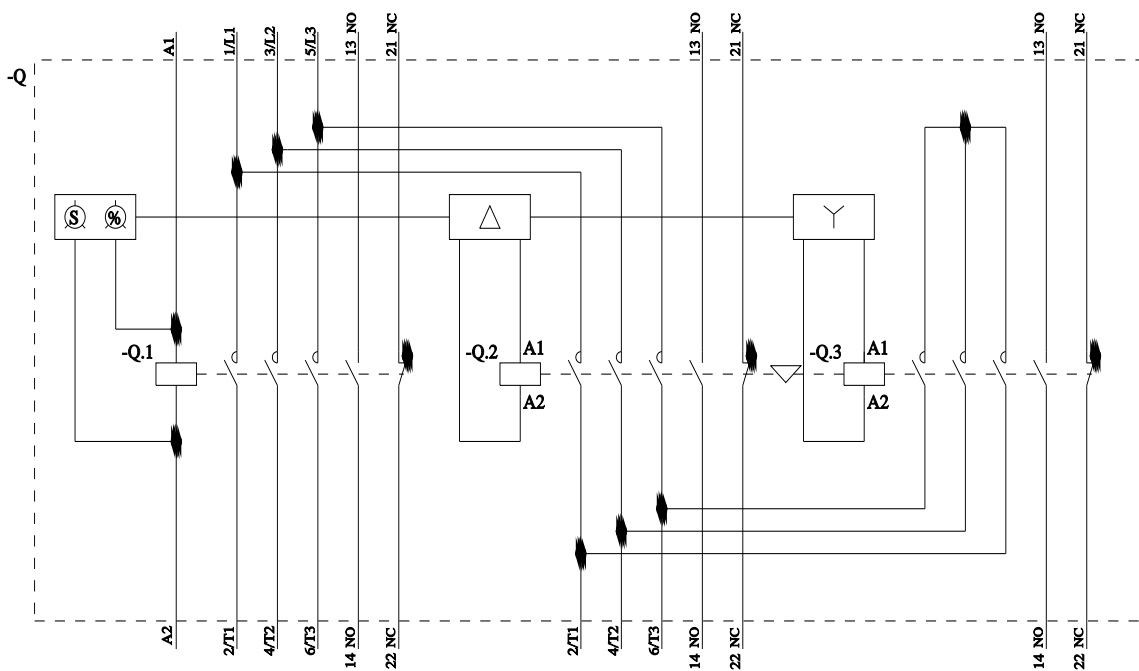 A1
1/L1
3/L2
5/L3
13 NO
21 NC
13 NO
21 NC
13 NO
21 NC
-Q
S
%
-Q.1
-Q.2
A1
A2
-Q.3
A1
A2
A2
2/T1
4/T2
6/T3
14 NO
22 NC
2/T1
4/T2
6/T3
14 NO
22 NC
14 NO
22 NC